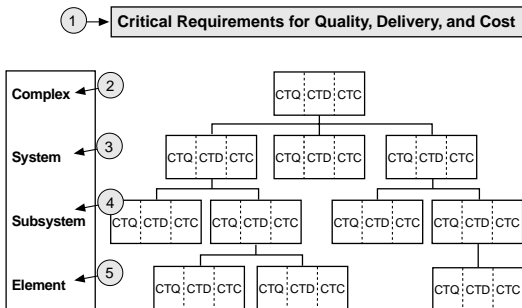 1 Critical Requirements for Quality, Delivery, and Cost
2
Complex CTQ CTD CTC
3
System CTQ CTD CTC CTQ CTD CTC CTQ CTD CTC
4
Subsystem CTQ CTD CTC CTQ CTD CTC CTQ CTD CTC CTQ CTD CTC
5
Element CTQ CTD CTC CTQ CTD CTC CTQ CTD CTC